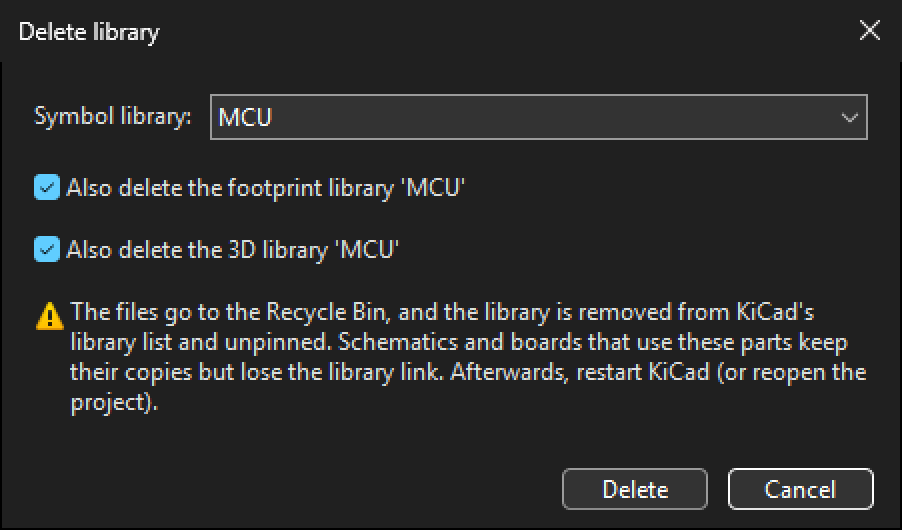 Delete library
Symbol library: MCU
Also delete the footprint library 'MCU'
Also delete the 3D library 'MCU'
The files go to the Recycle Bin, and the library is removed from KiCad's
library list and unpinned. Schematics and boards that use these parts keep
their copies but lose the library link. Afterwards, restart KiCad (or reopen the
project).
Delete Cancel